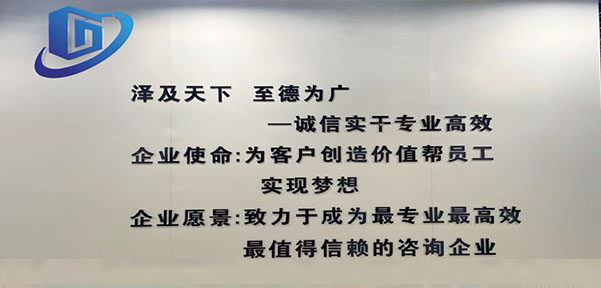 泽及天下 至德为广
—诚信实干专业高效
企业使命:为客户创造价值帮员工
实现梦想
企业愿景:致力于成为最专业最高效
最值得信赖的咨询企业